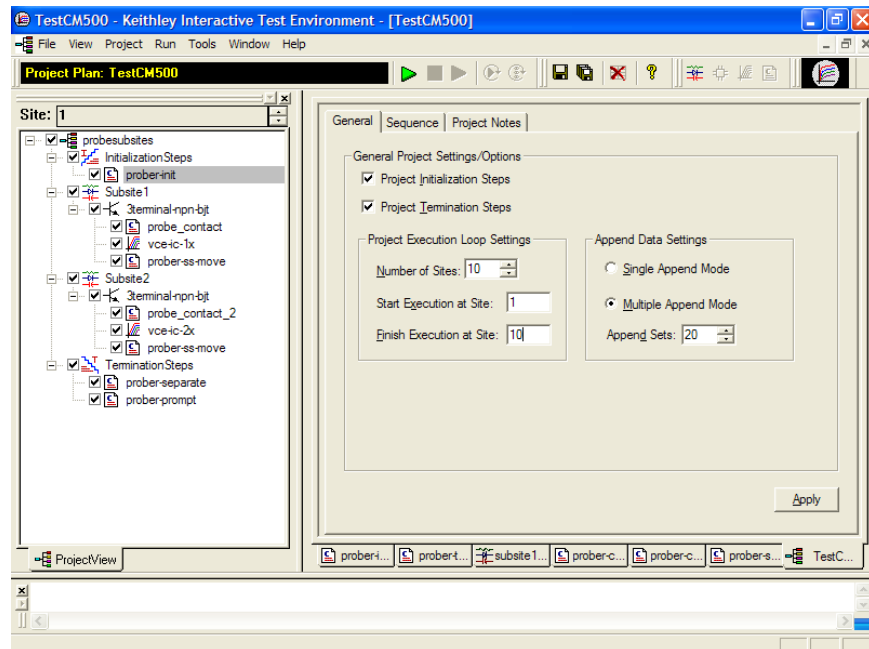 TestCM500 - Keithley Interactive Test Environment - [TestCM500]
File View Project Run Tools Window Help
Project Plan: TestCM500
Site: 1
probesubsites
InitializationSteps
prober-init
Subsite1
3terminal-npn-bjt
probe_contact
vce-ic-1x
prober-ss-move
Subsite2
3terminal-npn-bjt
probe_contact_2
vce-ic-2x
prober-ss-move
TerminationSteps
prober-separate
prober-prompt
ProjectView
General Sequence Project Notes
General Project Settings/Options
Project Initialization Steps
Project Termination Steps
Project Execution Loop Settings
Number of Sites: 10
Start Execution at Site: 1
Finish Execution at Site: 10
Append Data Settings
Single Append Mode
Multiple Append Mode
Append Sets: 20
Apply
prober-i... prober-t... subsite1... prober-c... prober-c... prober-s... TestC...